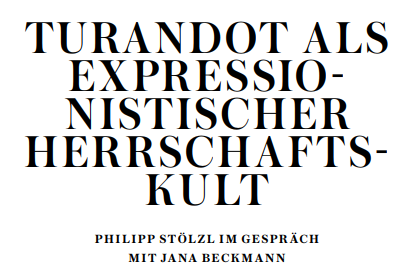 TURANDOT ALS
EXPRESSIO-
NISTISCHER
HERRSCHAFTS-
KULT
PHILIPP STÖLZL IM GESPRÄCH
MIT JANA BECKMANN